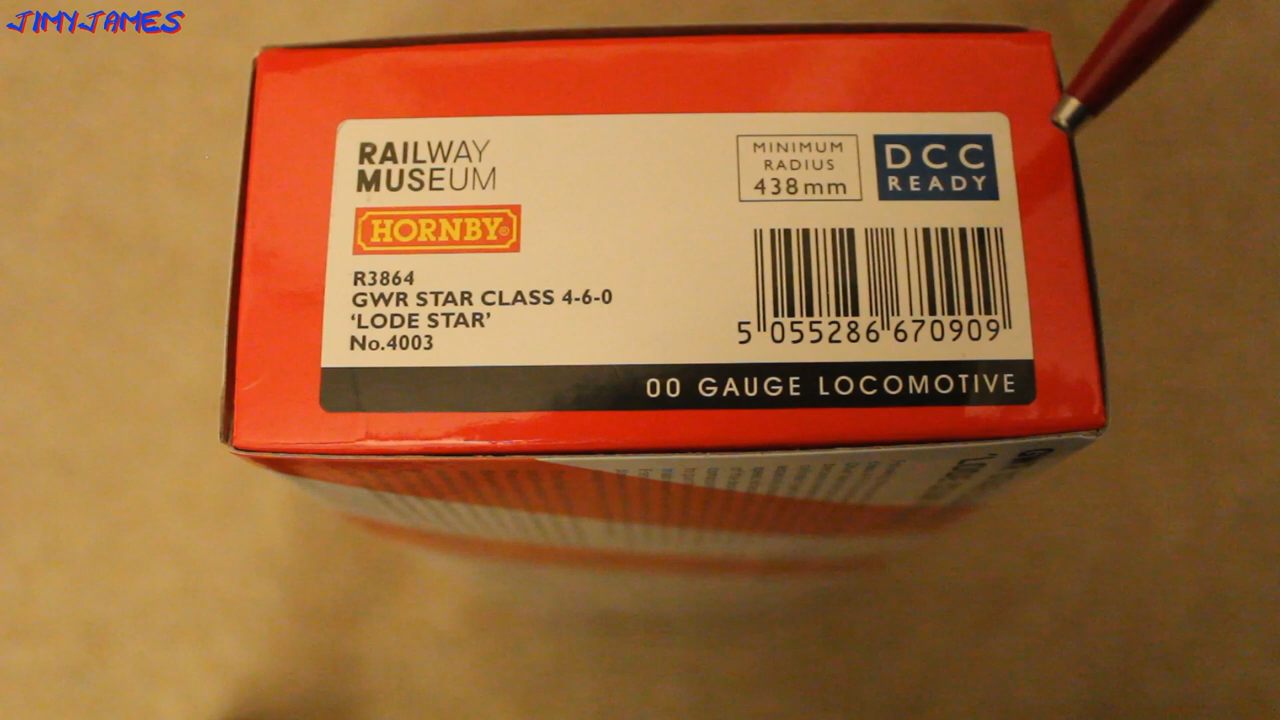 JIMYJAMES
RAILWAY
MUSEUM
HORNBY®
R3864
GWR STAR CLASS 4-6-0
‘LODE STAR’
No.4003
MINIMUM
RADIUS
438mm
DCC
READY
5 055286 670909
00 GAUGE LOCOMOTIVE